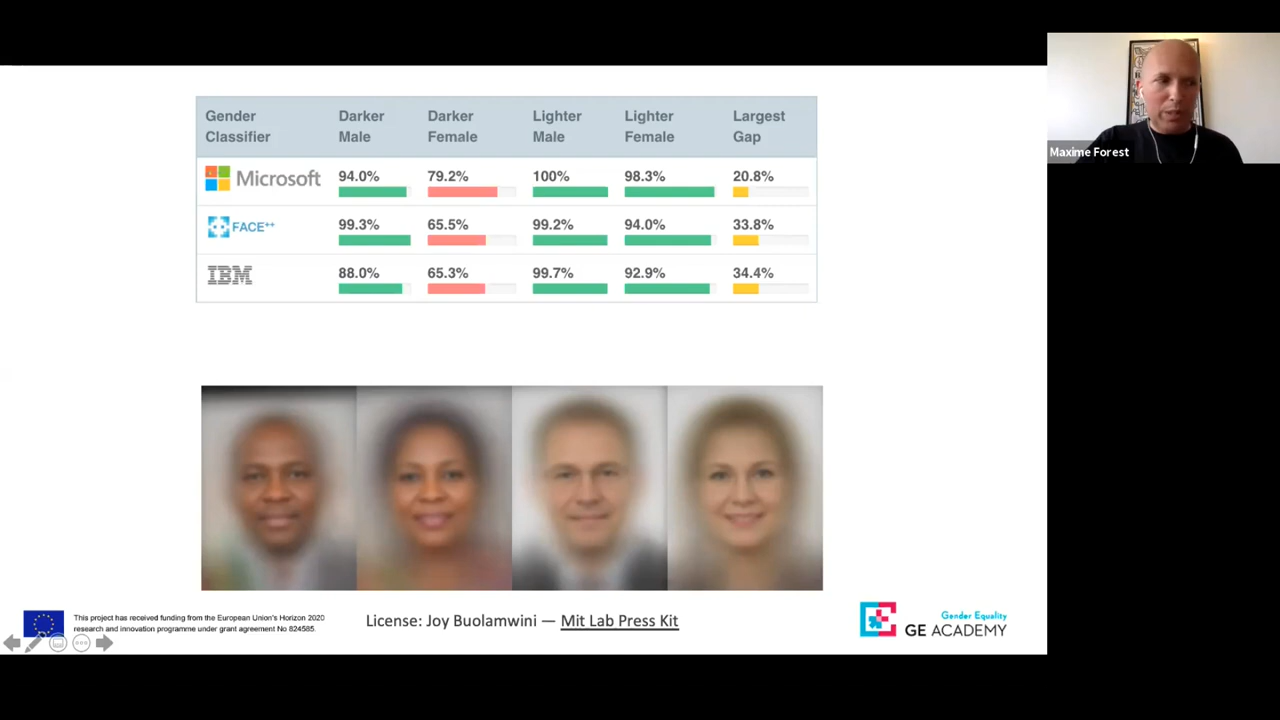 Gender Classifier Darker Male Darker Female Lighter Male Lighter Female Largest Gap
Microsoft 94.0% 79.2% 100% 98.3% 20.8%
FACE++ 99.3% 65.5% 99.2% 94.0% 33.8%
IBM 88.0% 65.3% 99.7% 92.9% 34.4%
Maxime Forest
This project has received funding from the European Union's Horizon 2020
research and innovation programme under grant agreement No 824585.
License: Joy Buolamwini — Mit Lab Press Kit
Gender Equality
GE ACADEMY